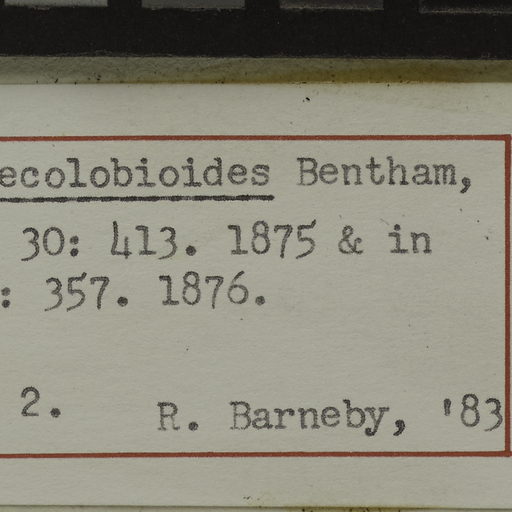 ecolobioides Bentham,
30: 413. 1875 & in
: 357. 1876.
2. R. Barneby, '83